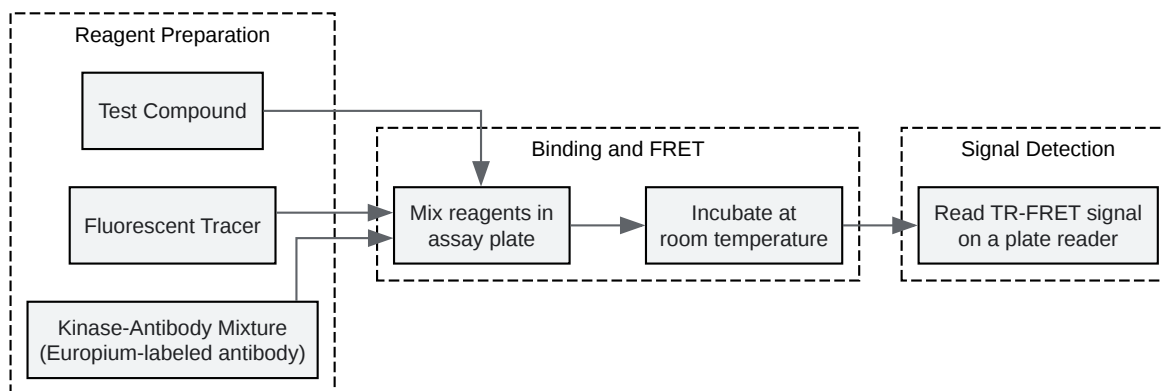 Reagent Preparation
Test Compound
Fluorescent Tracer
Kinase-Antibody Mixture
(Europium-labeled antibody)
Binding and FRET
Mix reagents in
assay plate
Incubate at
room temperature
Signal Detection
Read TR-FRET signal
on a plate reader